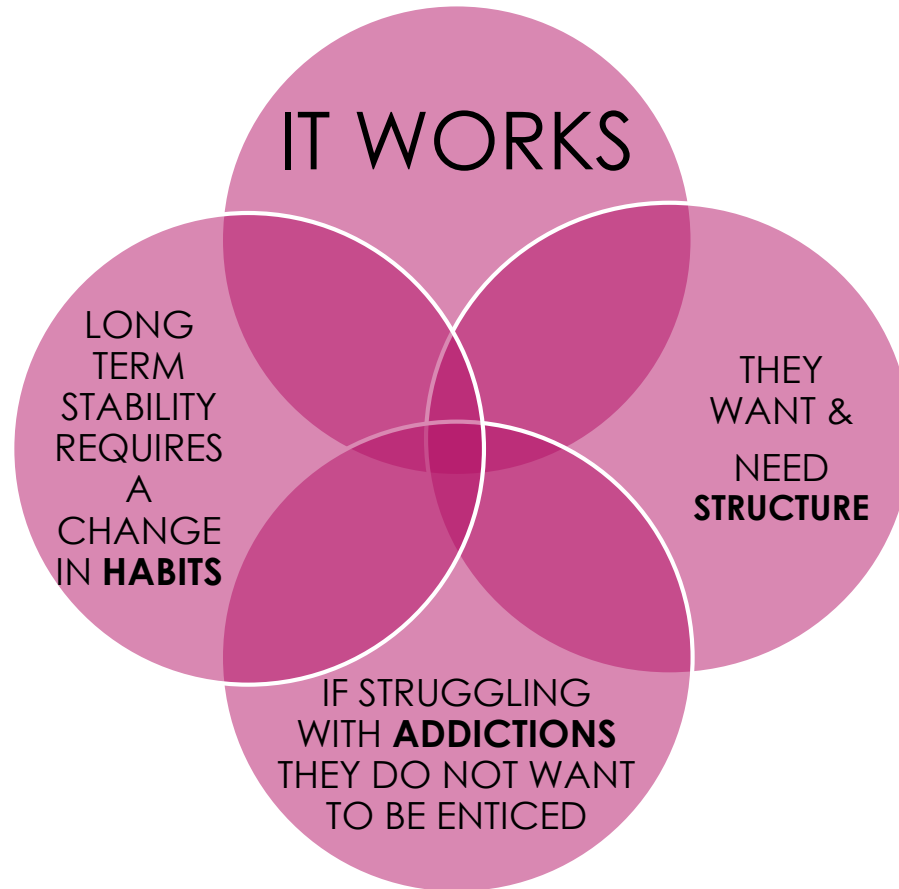 IT WORKS
LONG
TERM
STABILITY
REQUIRES
A
CHANGE
IN HABITS
THEY
WANT &
NEED
STRUCTURE
IF STRUGGLING
WITH ADDICTIONS
THEY DO NOT WANT
TO BE ENTICED